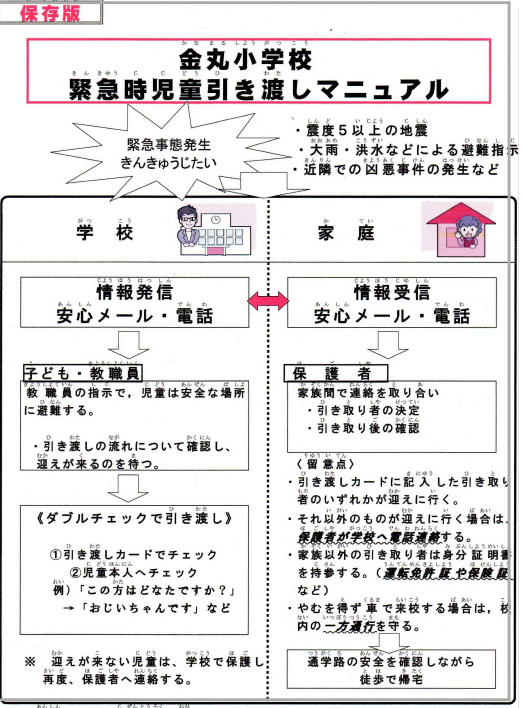 保存版
金丸小学校
緊急時児童引き渡しマニュアル
緊急事態発生
きんきゅうじたい
・震度5以上の地震
・大雨・洪水などによる避難指示
・近隣での凶悪事件の発生など
学校
家庭
情報発信
安心メール・電話
情報受信
安心メール・電話
子ども・教職員
教職員の指示で，児童は安全な場所
に避難する。
・引き渡しの流れについて確認し、
迎えが来るのを待つ。
《ダブルチェックで引き渡し》
①引き渡しカードでチェック
②児童本人へチェック
例）「この方はどなたですか？」
→「おじいちゃんです」など
※ 迎えが来ない児童は、学校で保護し
再度、保護者へ連絡する。
保護者
家族間で連絡を取り合い
・引き取り者の決定
・引き取り後の確認
〈留意点〉
・引き渡しカードに記入した引き取り
者のいずれかが迎えに行く。
・それ以外のものが迎えに行く場合は、
保護者が学校へ電話連絡する。
・家族以外の引き取り者は身分証明書
を持参する。（運転免許証や保険証
など）
・やむを得ず車で来校する場合は，校
内の一方通行を守る。
通学路の安全を確認しながら
徒歩で帰宅